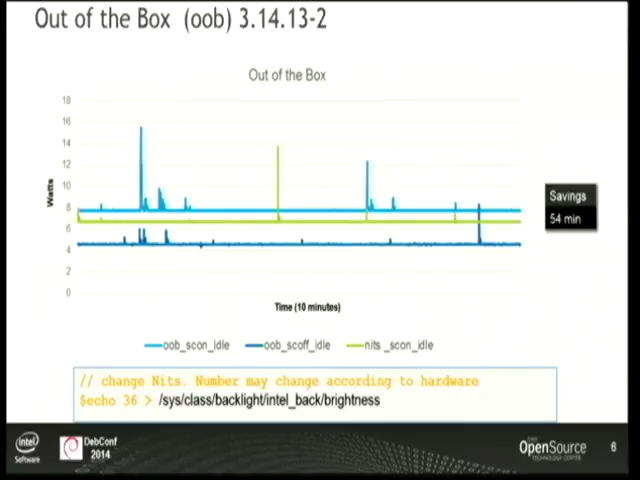 Out of the Box (oob) 3.14.13-2
Out of the Box
18
16
14
12
10
8
6
4
2
0
Watts
Savings
54 min
Time (10 minutes)
oob_scon_idle
oob_scoff_idle
nits _scon_idle
// change Nits. Number may change according to hardware
$echo 36 > /sys/class/backlight/intel_back/brightness
intel
Software
DebConf
2014
OpenSource
TECHNOLOGY CENTER
6